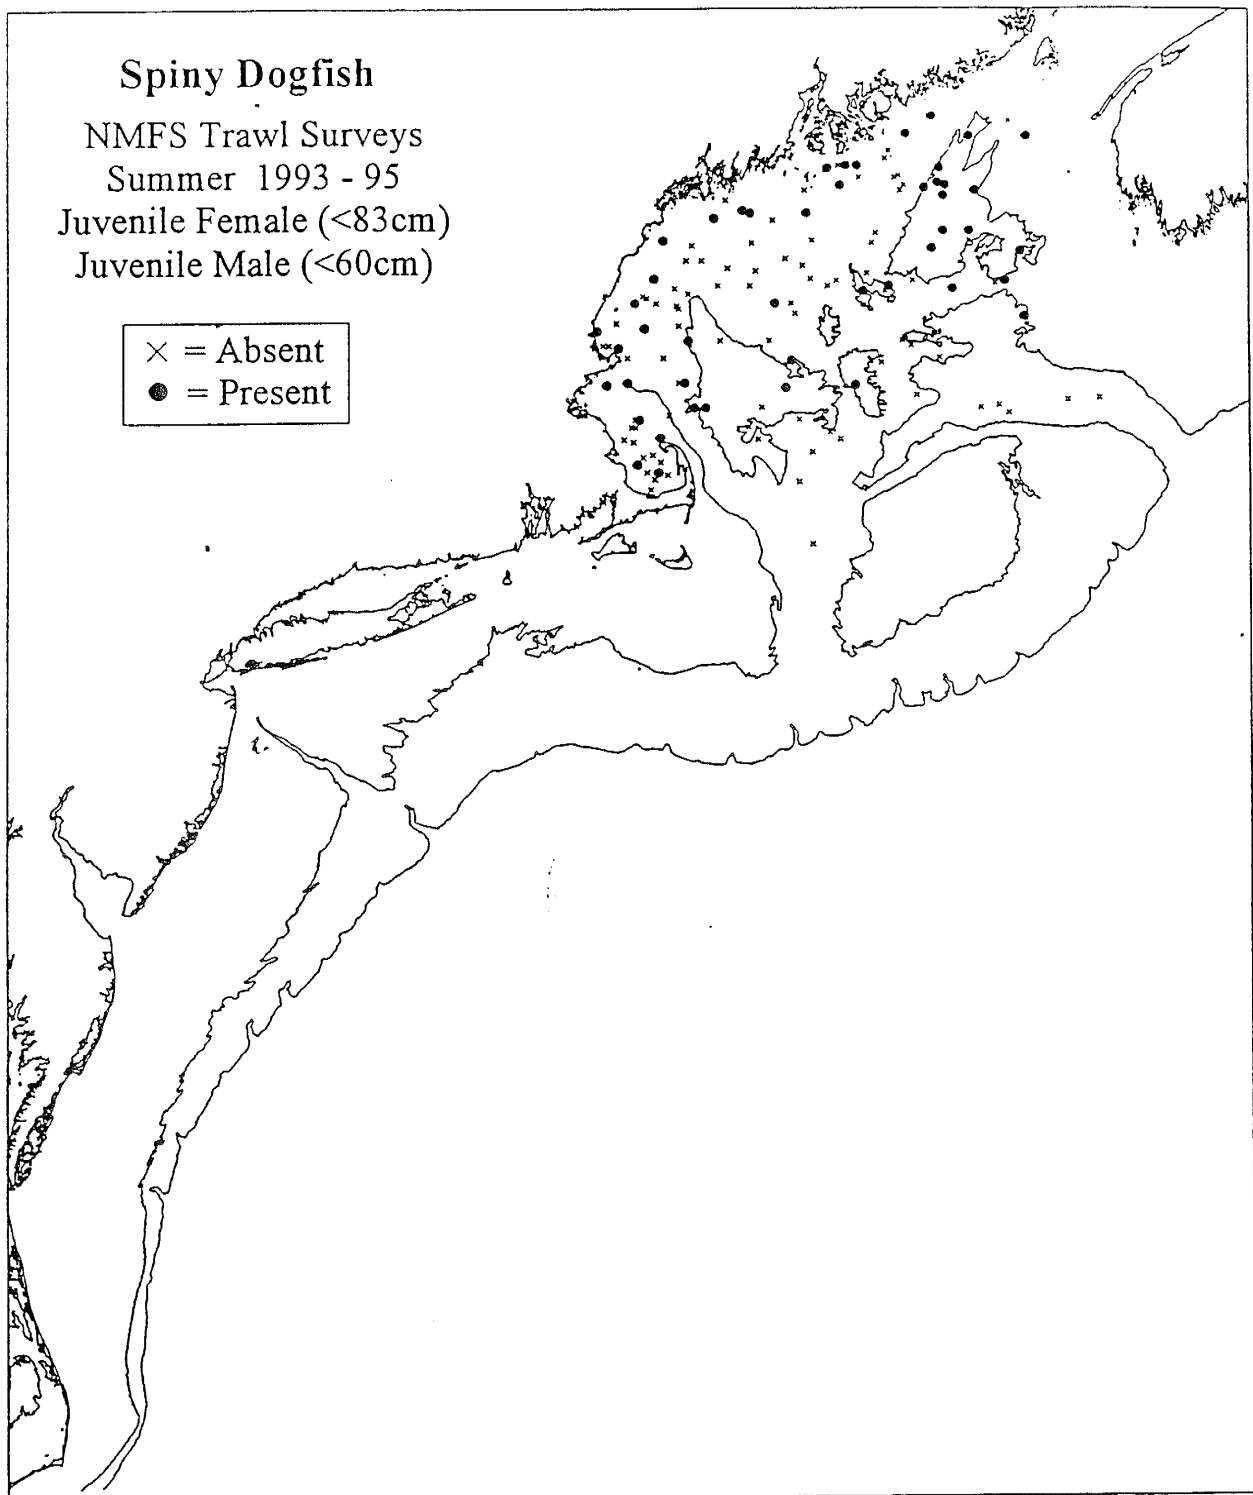 Spiny Dogfish
NMFS Trawl Surveys
Summer 1993 - 95
Juvenile Female (<83cm)
Juvenile Male (<60cm)
× = Absent
● = Present